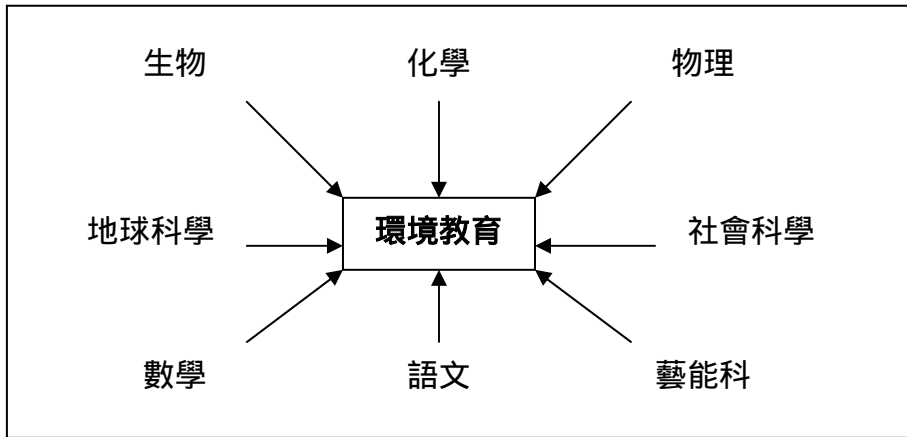 生物 化學 物理
地球科學 環境教育 社會科學
數學 語文 藝能科